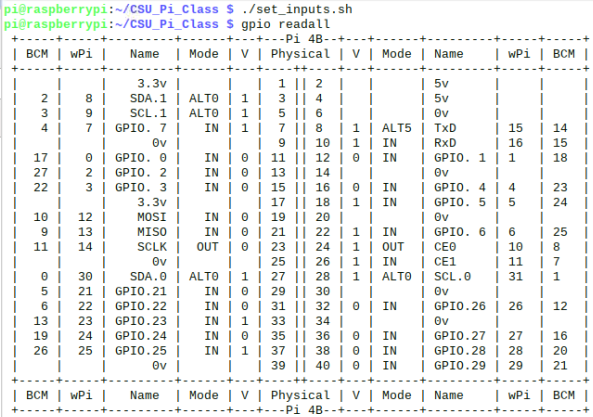 pi@raspberrypi:~/CSU_Pi_Class $ ./set_inputs.sh
pi@raspberrypi:~/CSU_Pi_Class $ gpio readall
+-----+-----+---------+------+---+---Pi 4B--+---+------+---------+-----+-----+
| BCM | wPi |   Name  | Mode | V | Physical | V | Mode | Name    | wPi | BCM |
+-----+-----+---------+------+---+----++----+---+------+---------+-----+-----+
|     |     |    3.3v |      |   |  1 || 2  |   |      | 5v      |     |     |
|   2 |   8 |   SDA.1 | ALT0 | 1 |  3 || 4  |   |      | 5v      |     |     |
|   3 |   9 |   SCL.1 | ALT0 | 1 |  5 || 6  |   |      | 0v      |     |     |
|   4 |   7 | GPIO. 7 |   IN | 1 |  7 || 8  | 1 | ALT5 | TxD     | 15  | 14  |
|     |     |      0v |      |   |  9 || 10 | 1 | IN   | RxD     | 16  | 15  |
|  17 |   0 | GPIO. 0 |   IN | 0 | 11 || 12 | 0 | IN   | GPIO. 1 | 1   | 18  |
|  27 |   2 | GPIO. 2 |   IN | 0 | 13 || 14 |   |      | 0v      |     |     |
|  22 |   3 | GPIO. 3 |   IN | 0 | 15 || 16 | 0 | IN   | GPIO. 4 | 4   | 23  |
|     |     |    3.3v |      |   | 17 || 18 | 1 | IN   | GPIO. 5 | 5   | 24  |
|  10 |  12 |    MOSI |   IN | 0 | 19 || 20 |   |      | 0v      |     |     |
|   9 |  13 |    MISO |   IN | 0 | 21 || 22 | 1 | IN   | GPIO. 6 | 6   | 25  |
|  11 |  14 |    SCLK |  OUT | 0 | 23 || 24 | 1 | OUT  | CE0     | 10  | 8   |
|     |     |      0v |      |   | 25 || 26 | 1 | IN   | CE1     | 11  | 7   |
|   0 |  30 |   SDA.0 | ALT0 | 1 | 27 || 28 | 1 | ALT0 | SCL.0   | 31  | 1   |
|   5 |  21 | GPIO.21 |   IN | 0 | 29 || 30 |   |      | 0v      |     |     |
|   6 |  22 | GPIO.22 |   IN | 0 | 31 || 32 | 0 | IN   | GPIO.26 | 26  | 12  |
|  13 |  23 | GPIO.23 |   IN | 1 | 33 || 34 |   |      | 0v      |     |     |
|  19 |  24 | GPIO.24 |   IN | 0 | 35 || 36 | 0 | IN   | GPIO.27 | 27  | 16  |
|  26 |  25 | GPIO.25 |   IN | 1 | 37 || 38 | 0 | IN   | GPIO.28 | 28  | 20  |
|     |     |      0v |      |   | 39 || 40 | 0 | IN   | GPIO.29 | 29  | 21  |
+-----+-----+---------+------+---+----++----+---+------+---------+-----+-----+
| BCM | wPi |   Name  | Mode | V | Physical | V | Mode | Name    | wPi | BCM |
+-----+-----+---------+------+---+---Pi 4B--+---+------+---------+-----+-----+